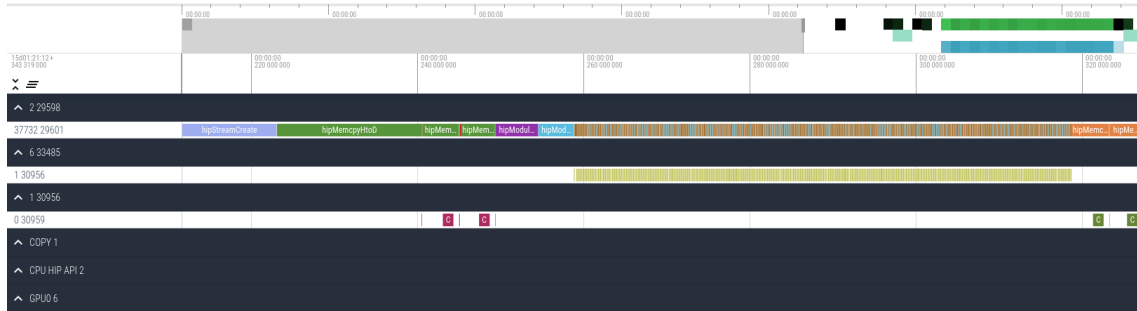 00:00:00 00:00:00 00:00:00 00:00:00 00:00:00 00:00:00 00:00:00
15d01:21:12+ 00:00:00 00:00:00 00:00:00 00:00:00 00:00:00 00:00:00
343 319 000 220 000 000 240 000 000 260 000 000 280 000 000 300 000 000 320 000 000
2 29598
37732 29601 hipStreamCreate hipMemcpyHtoD hipMem... hipMem... hipModul... hipMod... hipMemc... hipMe...
6 33485
1 30956
1 30956
0 30959 C C C C
COPY 1
CPU HIP API 2
GPU0 6